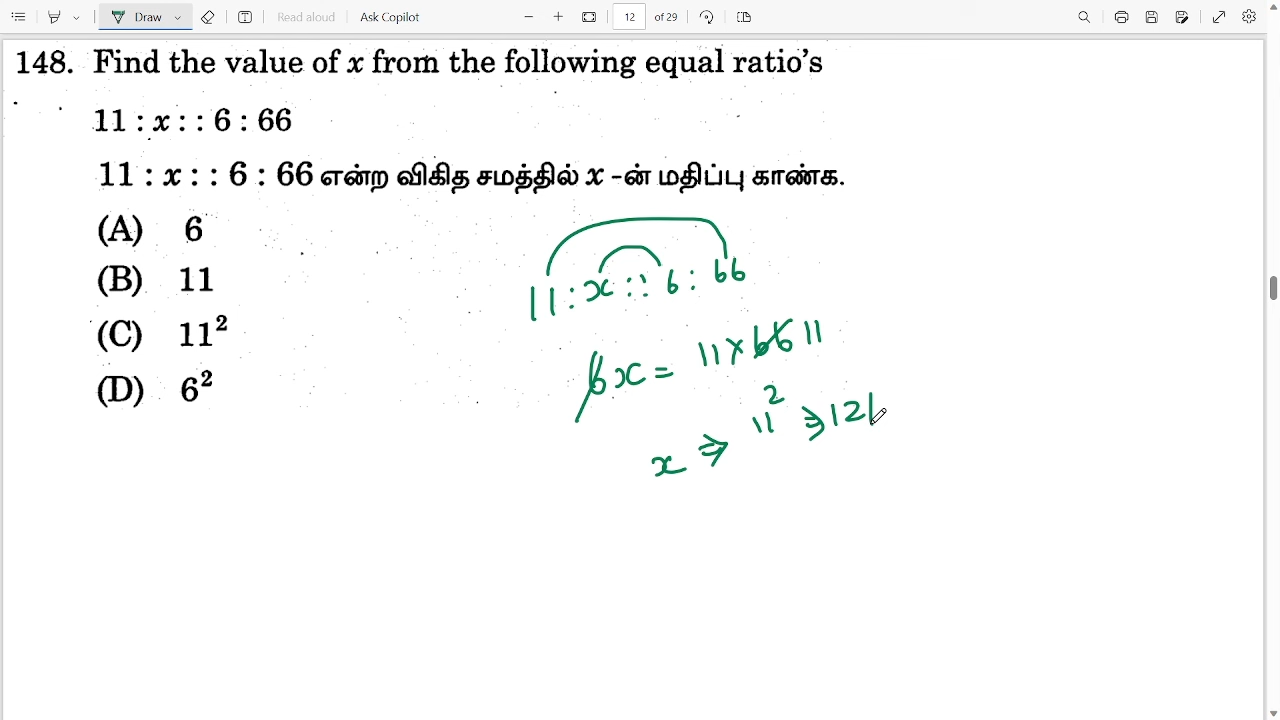 Draw Read aloud Ask Copilot 12 of 29
148. Find the value of x from the following equal ratio's
11 : x : : 6 : 66
11 : x : : 6 : 66 என்ற விகித சமத்தில் x -ன் மதிப்பு காண்க.
(A) 6
(B) 11
(C) 11²
(D) 6²
11 : x :: 6 : 66
6x = 11 × 66 11
x ⇒ 11² ⇒ 121